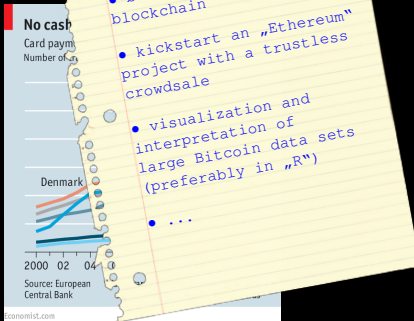 No cash
Card paym
Number of
Denmark
2000 02 04
Source: European
Central Bank
Economist.com
blockchain
• kickstart an „Ethereum“
project with a trustless
crowdsale
• visualization and
interpretation of
large Bitcoin data sets
(preferably in „R“)
• ...